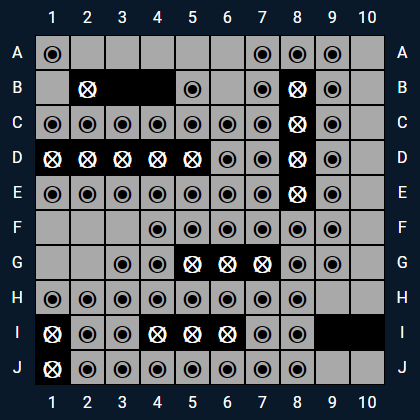 1 2 3 4 5 6 7 8 9 10
A A
B B
C C
D D
E E
F F
G G
H H
I I
J J
1 2 3 4 5 6 7 8 9 10